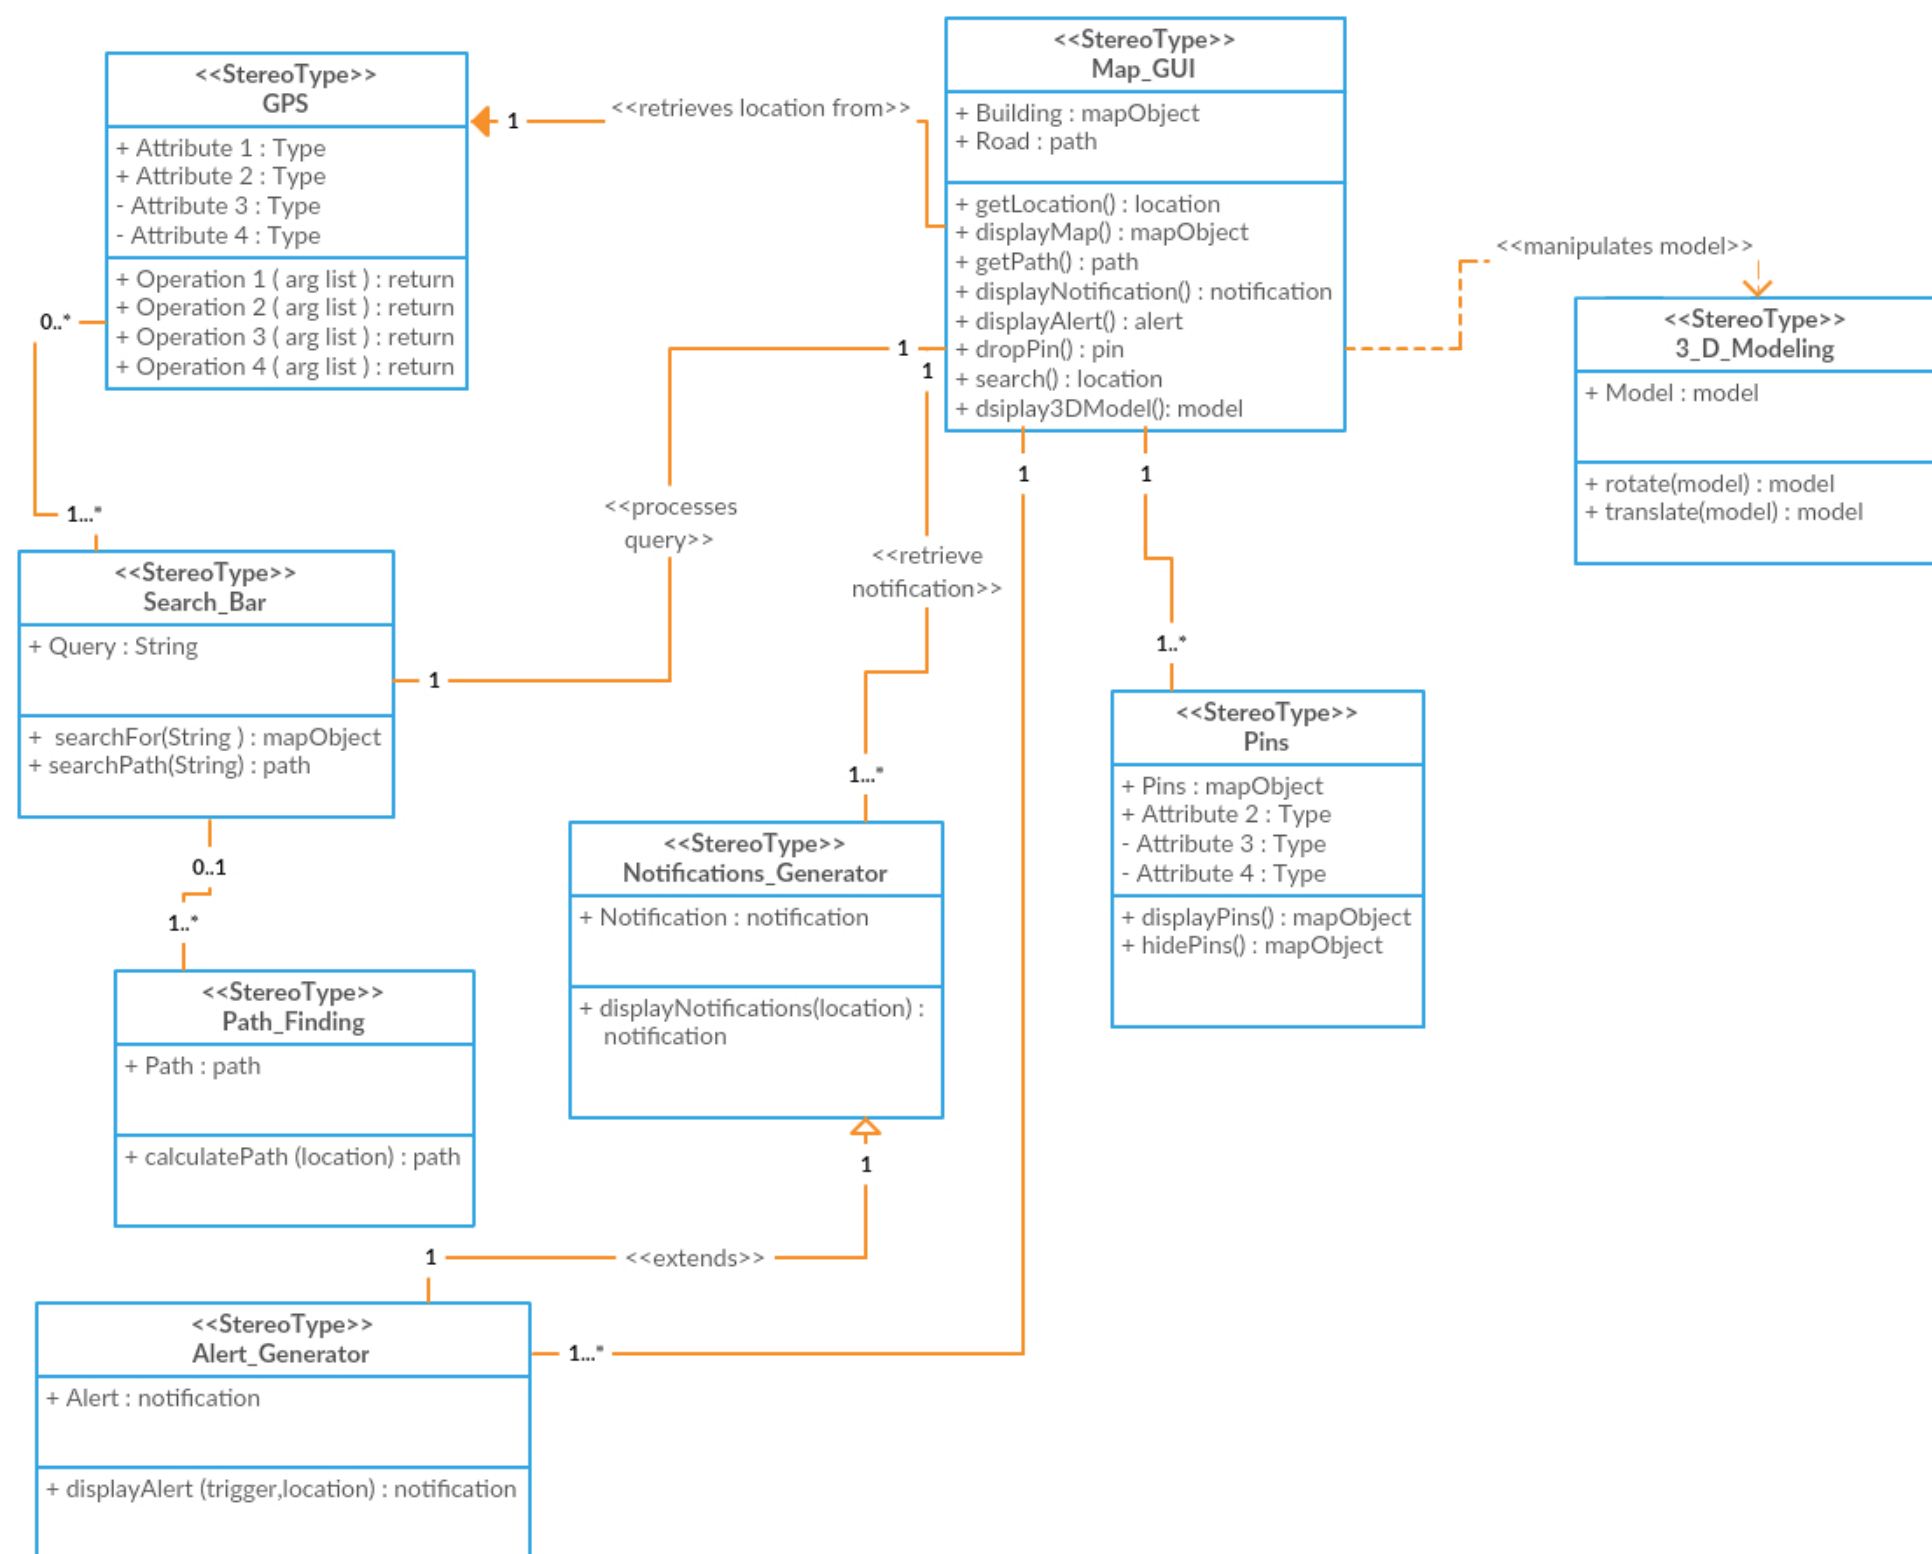 <<StereoType>>
GPS
+ Attribute 1 : Type
+ Attribute 2 : Type
- Attribute 3 : Type
- Attribute 4 : Type
+ Operation 1 ( arg list ) : return
+ Operation 2 ( arg list ) : return
+ Operation 3 ( arg list ) : return
+ Operation 4 ( arg list ) : return
1
<<retrieves location from>>
<<StereoType>>
Map_GUI
+ Building : mapObject
+ Road : path
+ getLocation() : location
+ displayMap() : mapObject
+ getPath() : path
+ displayNotification() : notification
+ displayAlert() : alert
+ dropPin() : pin
+ search() : location
+ dsiplay3DModel(): model
<<manipulates model>>
<<StereoType>>
3_D_Modeling
+ Model : model
+ rotate(model) : model
+ translate(model) : model
0..*
1...*
<<StereoType>>
Search_Bar
+ Query : String
+  searchFor(String ) : mapObject
+ searchPath(String) : path
1
<<processes
query>>
1
1
<<retrieve
notification>>
1...*
1
1
1..*
<<StereoType>>
Pins
+ Pins : mapObject
+ Attribute 2 : Type
- Attribute 3 : Type
- Attribute 4 : Type
+ displayPins() : mapObject
+ hidePins() : mapObject
<<StereoType>>
Notifications_Generator
+ Notification : notification
+ displayNotifications(location) :
notification
0..1
1..*
<<StereoType>>
Path_Finding
+ Path : path
+ calculatePath (location) : path
1
1
<<extends>>
<<StereoType>>
Alert_Generator
+ Alert : notification
+ displayAlert (trigger,location) : notification
1...*